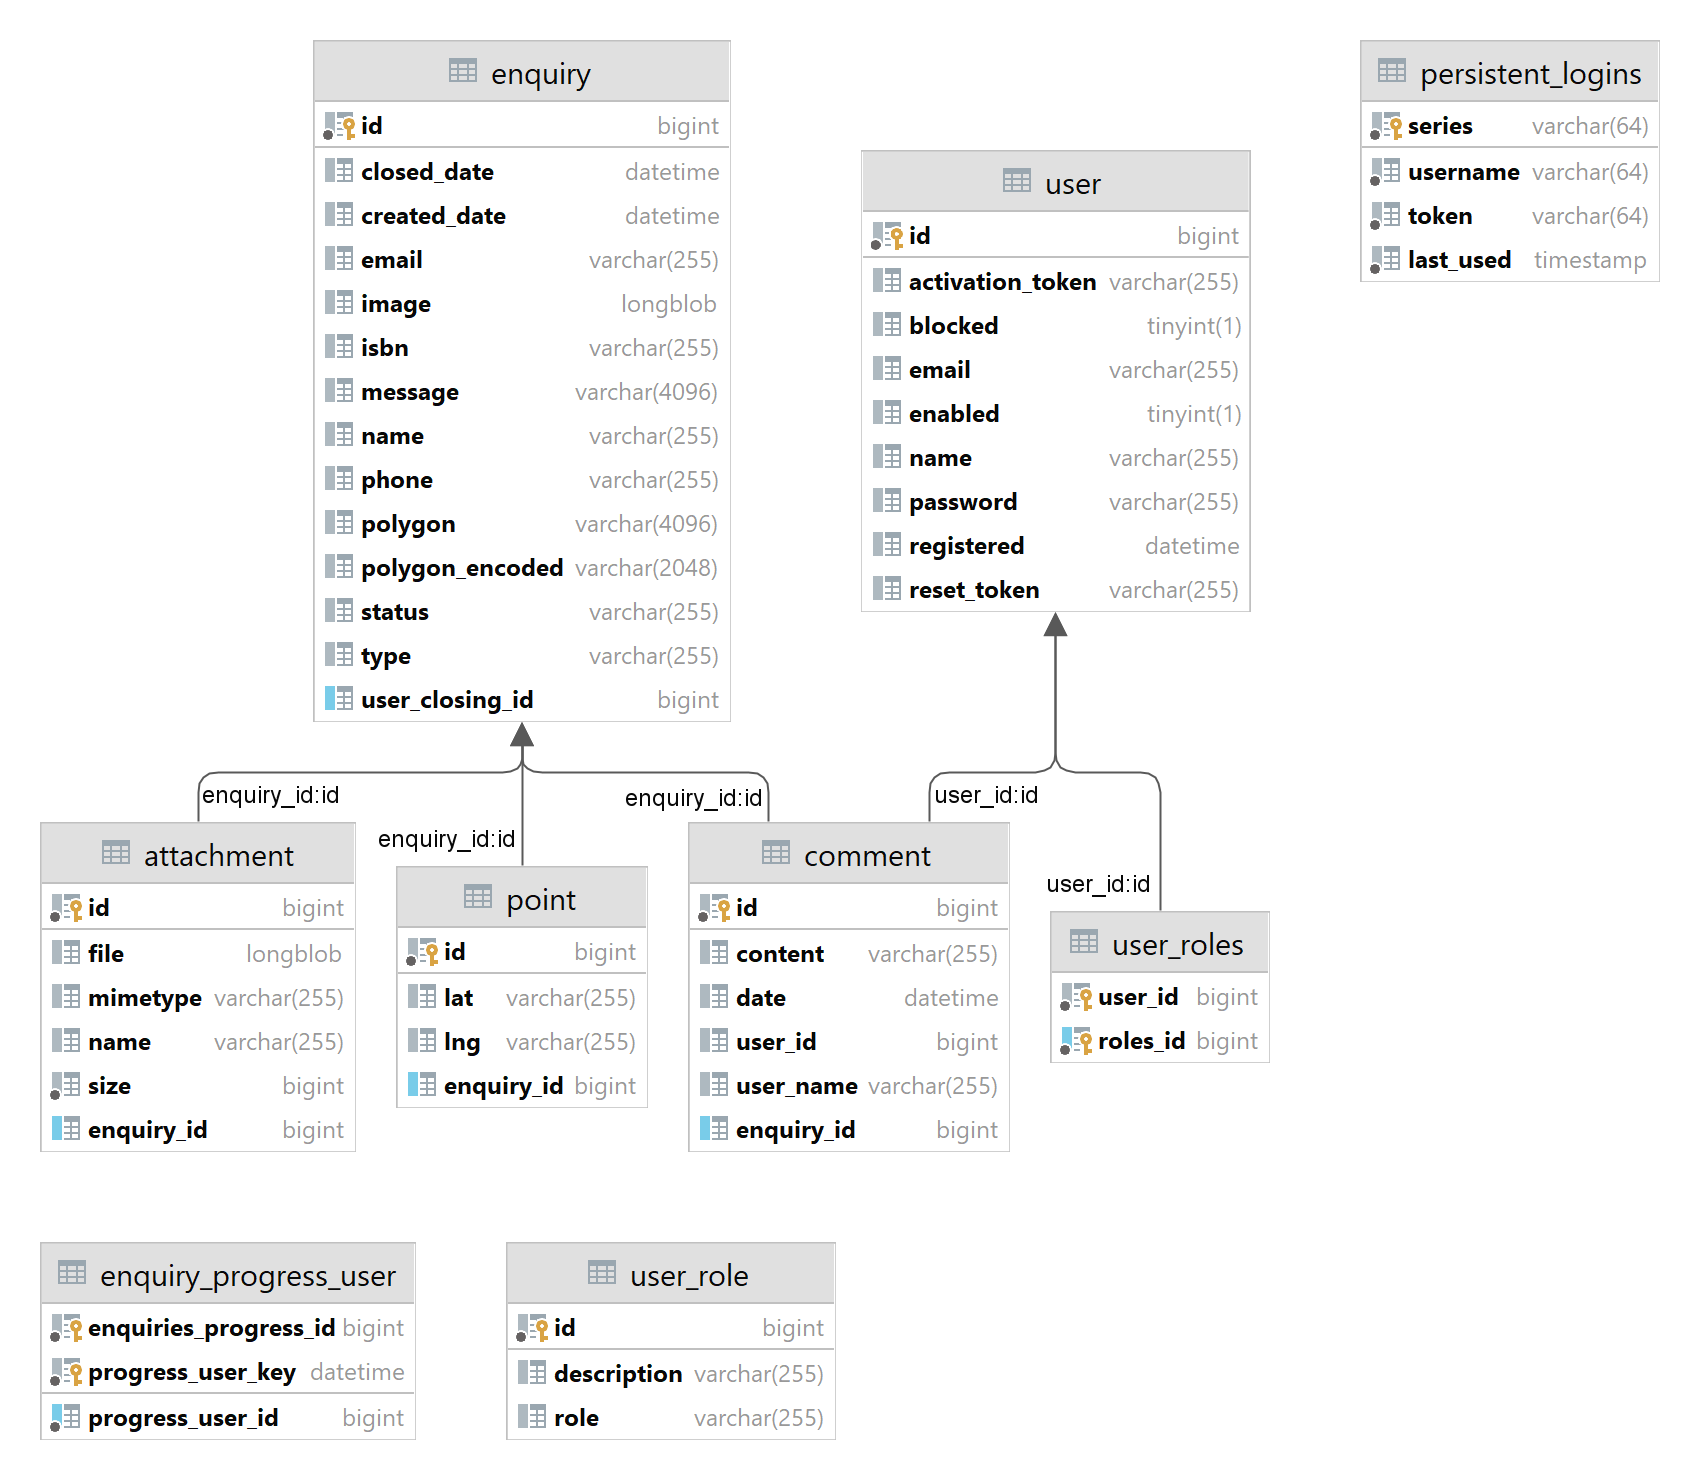 enquiry
id bigint
closed_date datetime
created_date datetime
email varchar(255)
image longblob
isbn varchar(255)
message varchar(4096)
name varchar(255)
phone varchar(255)
polygon varchar(4096)
polygon_encoded varchar(2048)
status varchar(255)
type varchar(255)
user_closing_id bigint
user
id bigint
activation_token varchar(255)
blocked tinyint(1)
email varchar(255)
enabled tinyint(1)
name varchar(255)
password varchar(255)
registered datetime
reset_token varchar(255)
persistent_logins
series varchar(64)
username varchar(64)
token varchar(64)
last_used timestamp
enquiry_id:id
enquiry_id:id
enquiry_id:id
user_id:id
user_id:id
attachment
id bigint
file longblob
mimetype varchar(255)
name varchar(255)
size bigint
enquiry_id bigint
point
id bigint
lat varchar(255)
lng varchar(255)
enquiry_id bigint
comment
id bigint
content varchar(255)
date datetime
user_id bigint
user_name varchar(255)
enquiry_id bigint
user_roles
user_id bigint
roles_id bigint
enquiry_progress_user
enquiries_progress_id bigint
progress_user_key datetime
progress_user_id bigint
user_role
id bigint
description varchar(255)
role varchar(255)